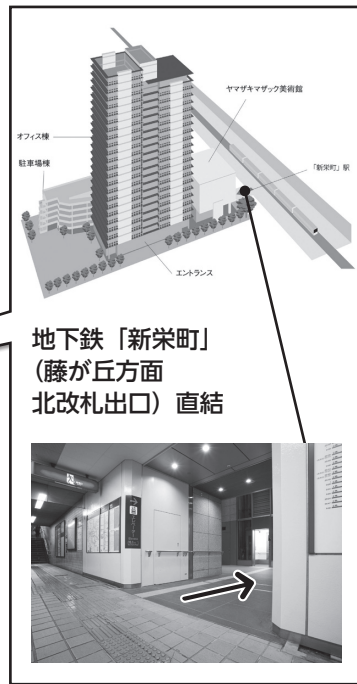 ヤマザキマザック美術館
オフィス棟
駐車場棟
「新栄町」駅
エントランス
地下鉄「新栄町」
(藤が丘方面
北改札出口)直結